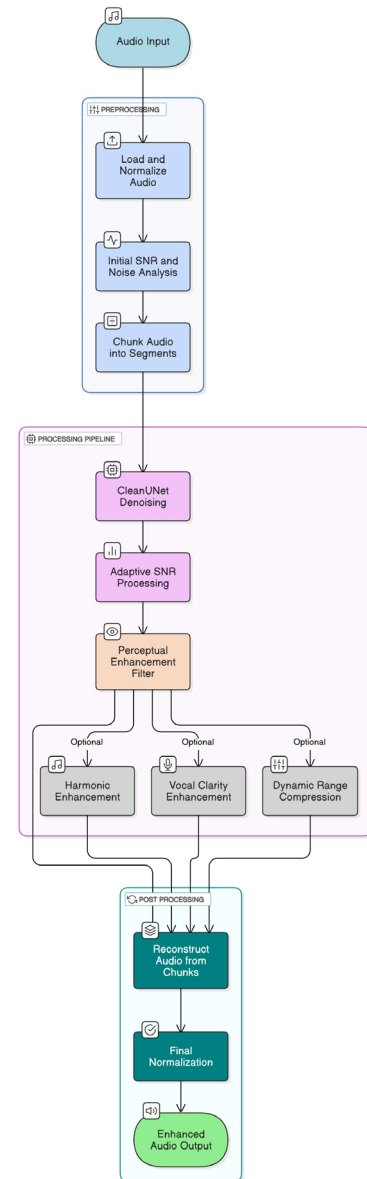 Audio Input
PREPROCESSING
Load and
Normalize
Audio
Initial SNR and
Noise Analysis
Chunk Audio
into Segments
PROCESSING PIPELINE
CleanUNet
Denoising
Adaptive SNR
Processing
Perceptual
Enhancement
Filter
Optional
Optional
Optional
Harmonic
Enhancement
Vocal Clarity
Enhancement
Dynamic Range
Compression
POST PROCESSING
Reconstruct
Audio from
Chunks
Final
Normalization
Enhanced
Audio Output